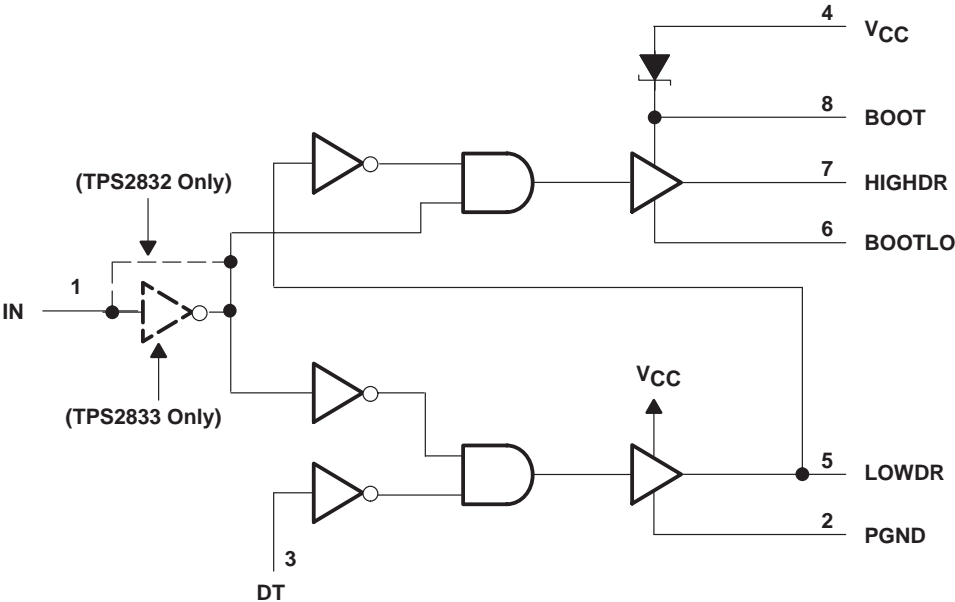 4
VCC
8
BOOT
(TPS2832 Only)
7
HIGHDR
6
BOOTLO
1
IN
VCC
(TPS2833 Only)
5
LOWDR
2
PGND
3
DT